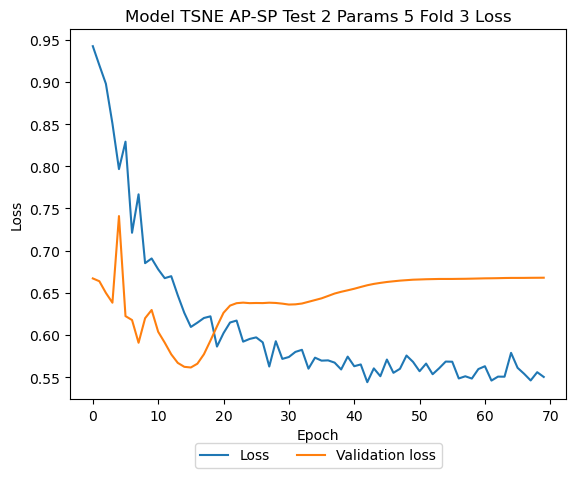 Model TSNE AP-SP Test 2 Params 5 Fold 3 Loss
0.95
0.90
0.85
0.80
0.75
0.70
0.65
0.60
0.55
Loss
0 10 20 30 40 50 60 70
Epoch
Loss Validation loss